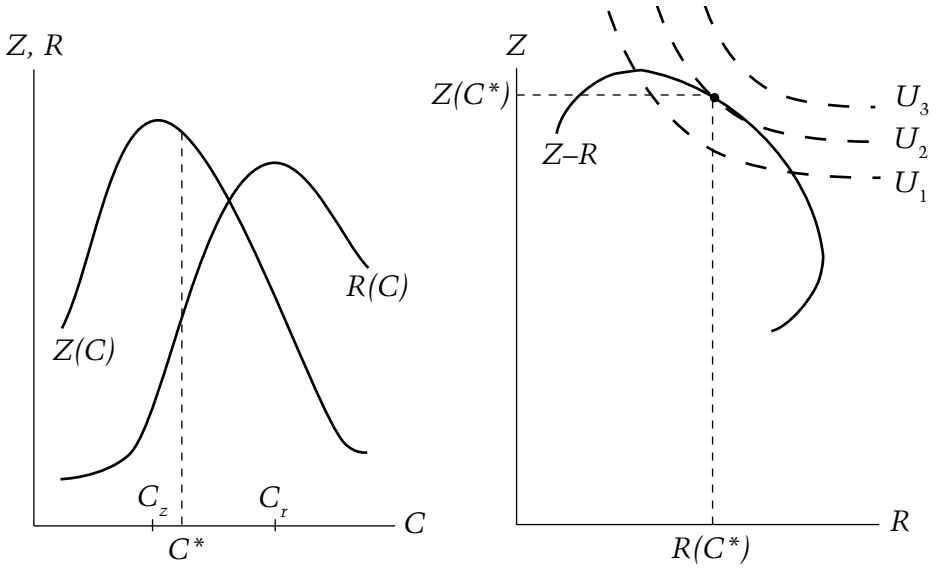 Z, R
Z(C)
R(C)
C_z
C_r
C
C*
Z
Z(C*)
Z–R
U_3
U_2
U_1
R
R(C*)